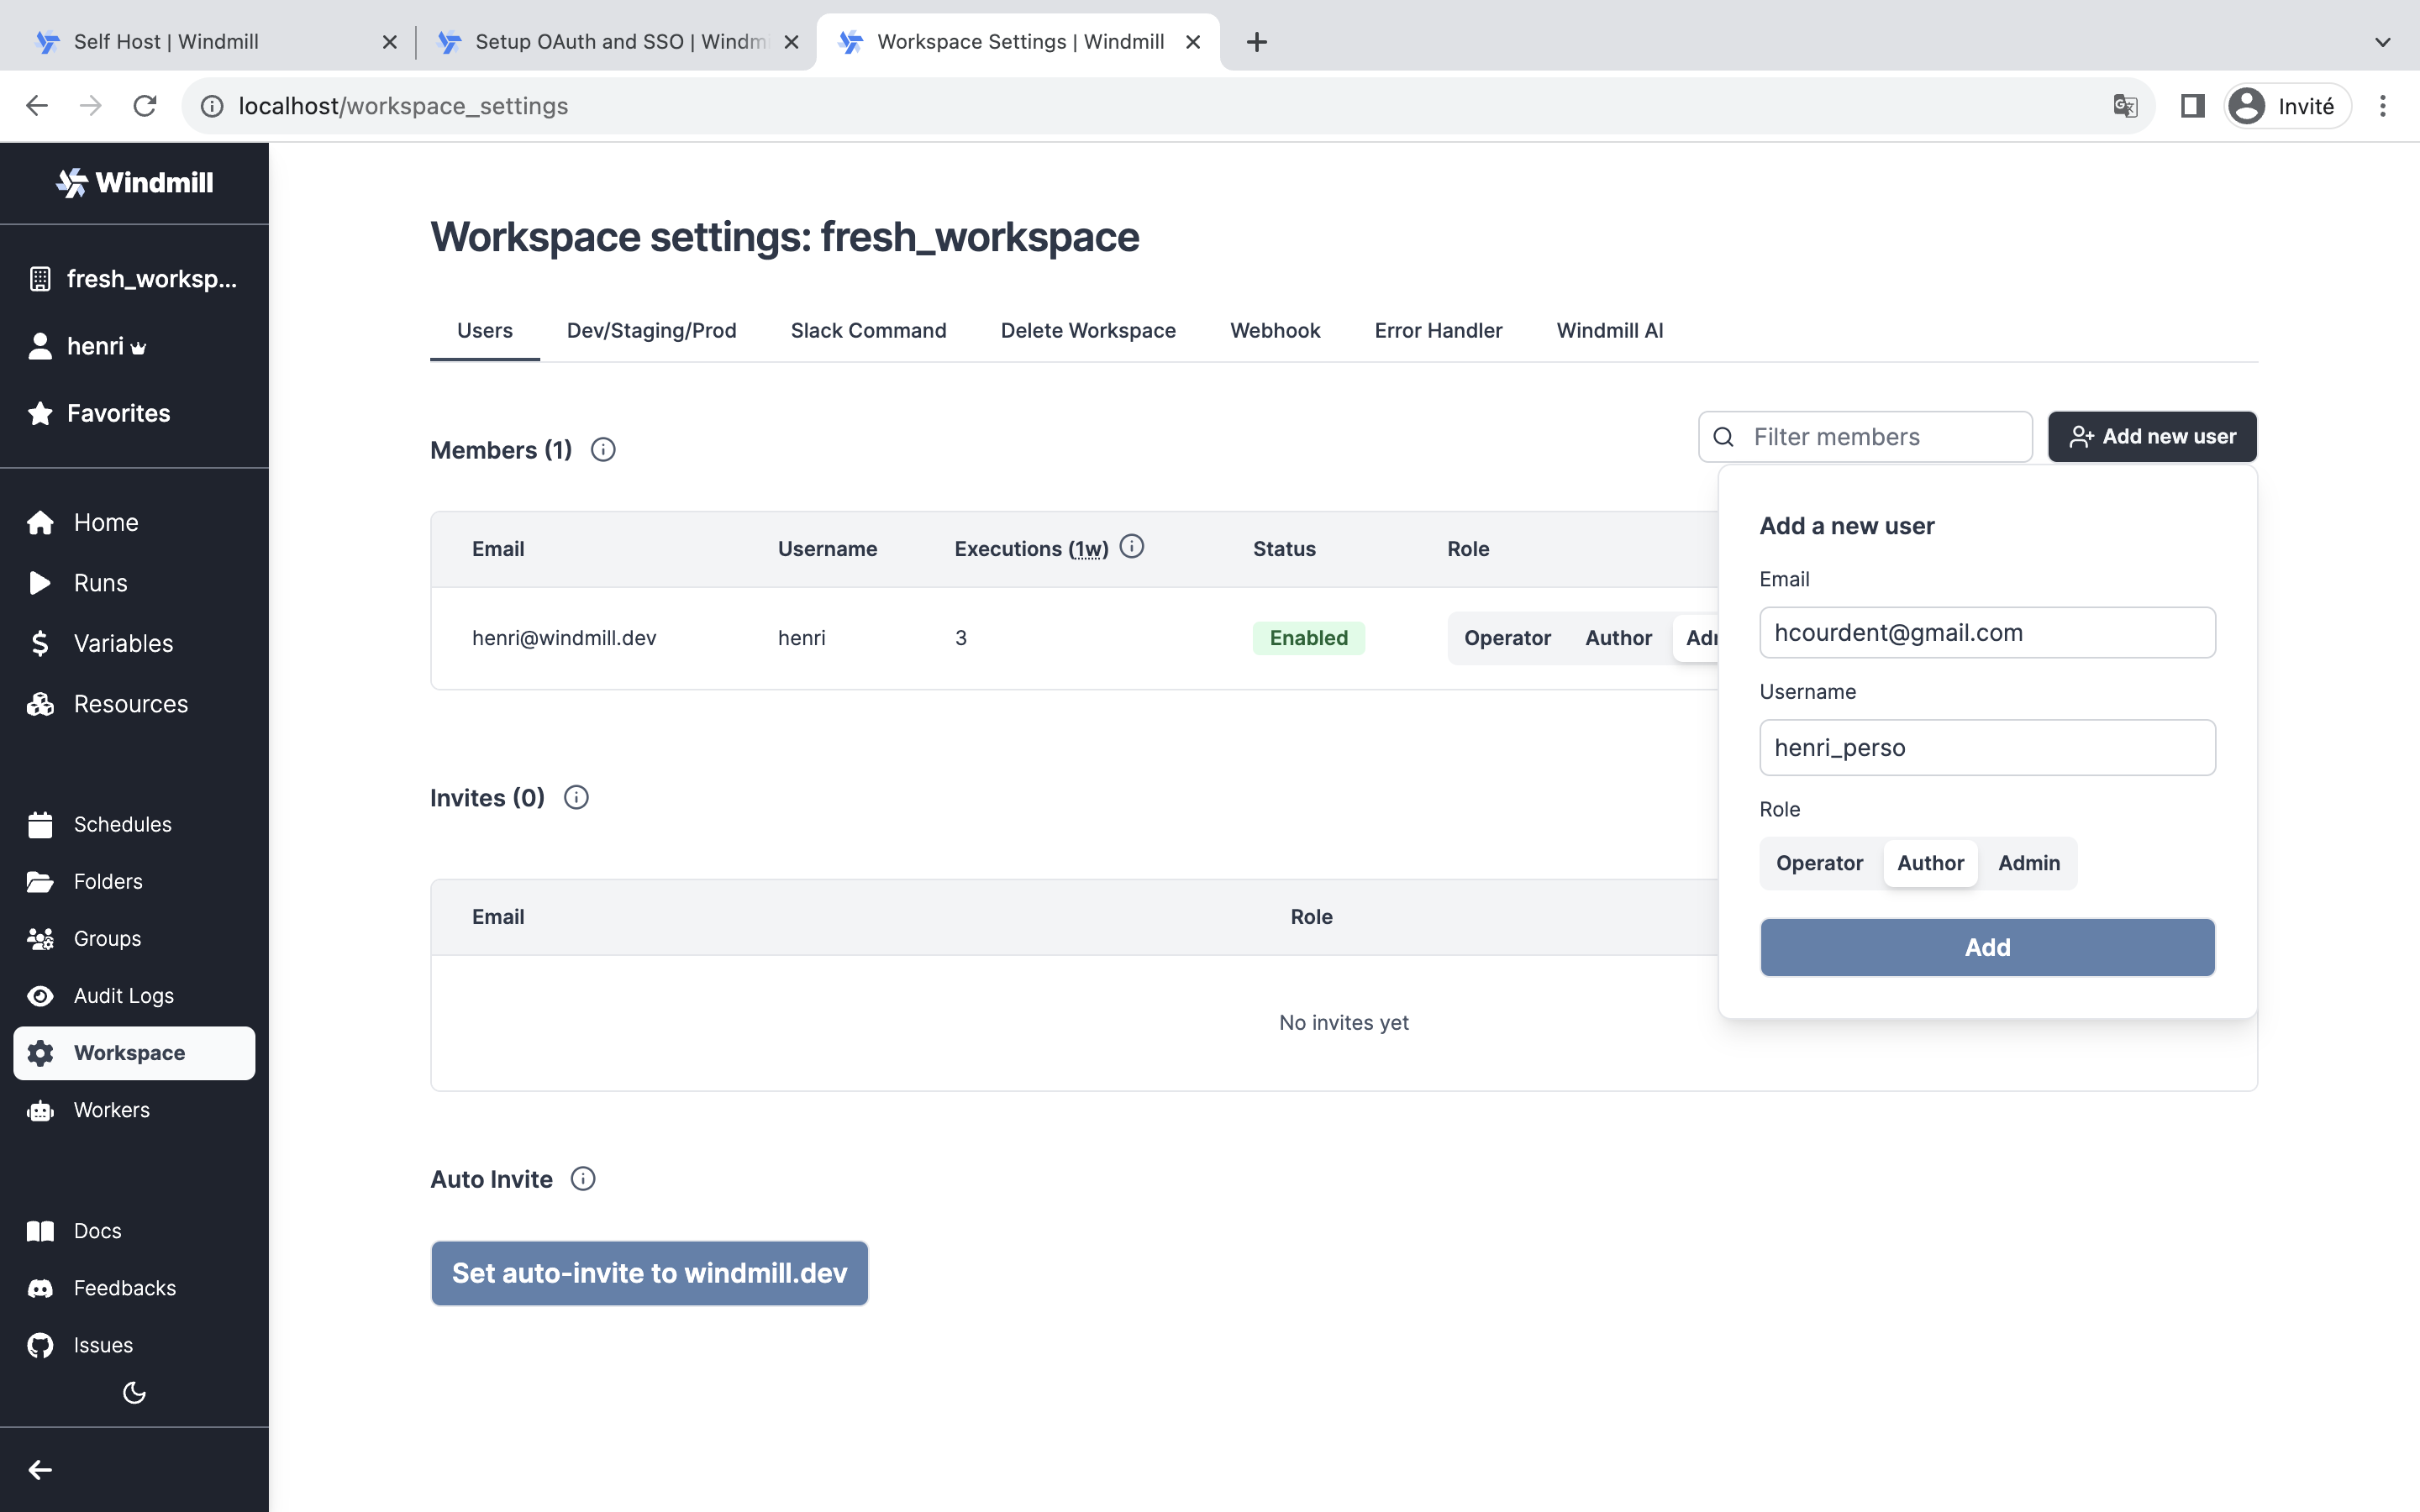 Self Host | Windmill
Setup OAuth and SSO | Windmi
Workspace Settings | Windmill
localhost/workspace_settings
Invité
Windmill
fresh_worksp...
henri
Favorites
Home
Runs
Variables
Resources
Schedules
Folders
Groups
Audit Logs
Workspace
Workers
Docs
Feedbacks
Issues
Workspace settings: fresh_workspace
Users Dev/Staging/Prod Slack Command Delete Workspace Webhook Error Handler Windmill AI
Members (1)
Filter members
Add new user
Email Username Executions (1w) Status Role
henri@windmill.dev henri 3 Enabled Operator Author Adm
Invites (0)
Email Role
No invites yet
Auto Invite
Set auto-invite to windmill.dev
Add a new user
Email
hcourdent@gmail.com
Username
henri_perso
Role
Operator Author Admin
Add